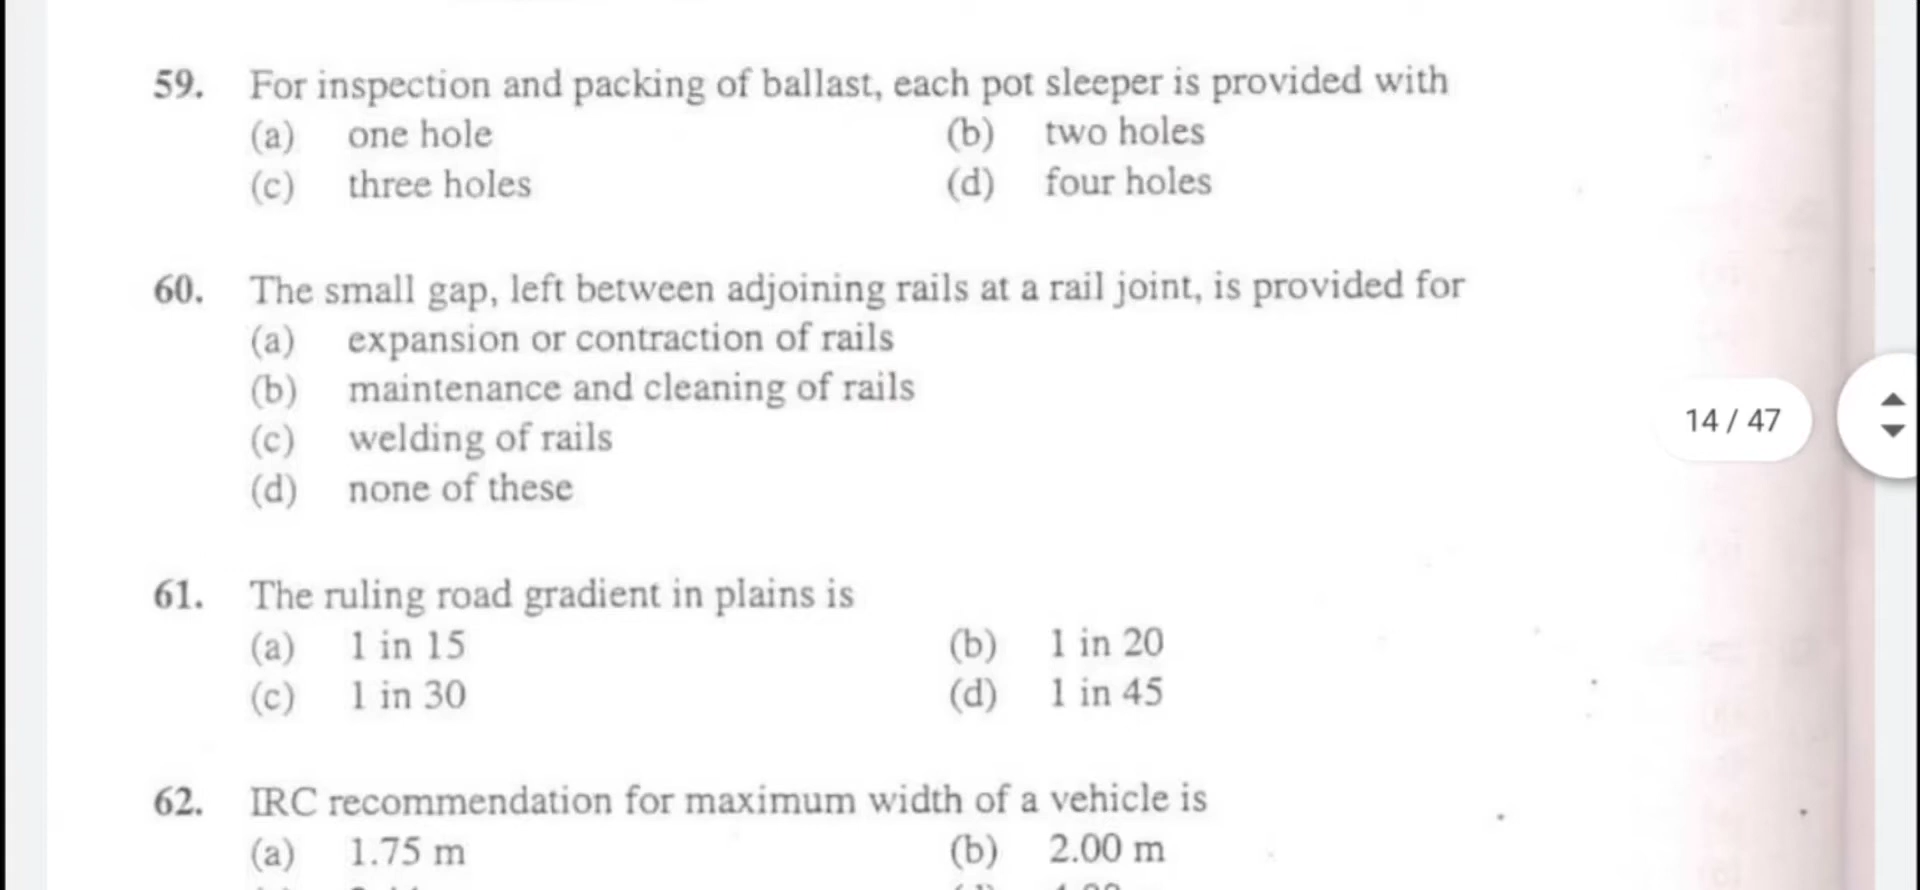 59. For inspection and packing of ballast, each pot sleeper is provided with
(a) one hole (b) two holes
(c) three holes (d) four holes
60. The small gap, left between adjoining rails at a rail joint, is provided for
(a) expansion or contraction of rails
(b) maintenance and cleaning of rails
(c) welding of rails
(d) none of these
14 / 47
61. The ruling road gradient in plains is
(a) 1 in 15 (b) 1 in 20
(c) 1 in 30 (d) 1 in 45
62. IRC recommendation for maximum width of a vehicle is
(a) 1.75 m (b) 2.00 m